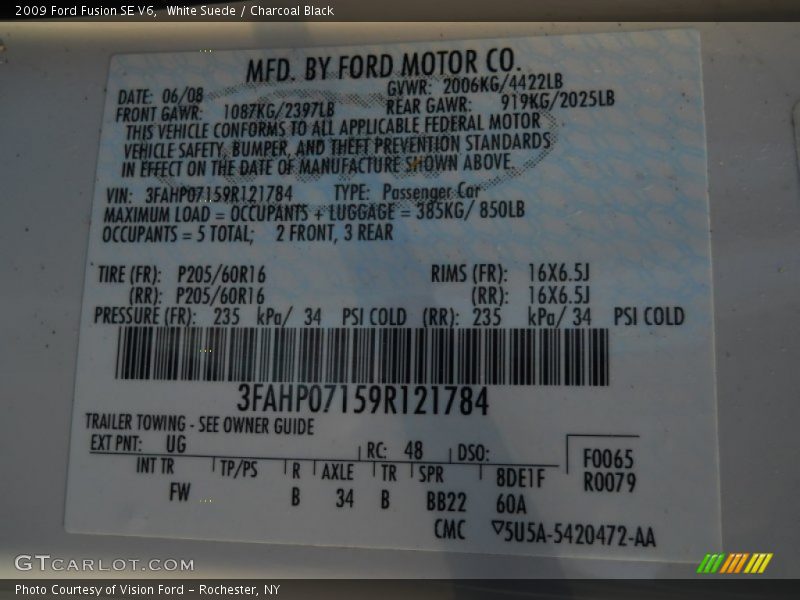 2009 Ford Fusion SE V6,  White Suede / Charcoal Black
MFD. BY FORD MOTOR CO.
DATE: 06/08 GVWR: 2006KG/4422LB
FRONT GAWR: 1087KG/2397LB REAR GAWR: 919KG/2025LB
THIS VEHICLE CONFORMS TO ALL APPLICABLE FEDERAL MOTOR
VEHICLE SAFETY, BUMPER, AND THEFT PREVENTION STANDARDS
IN EFFECT ON THE DATE OF MANUFACTURE SHOWN ABOVE.
VIN: 3FAHP07159R121784 TYPE: Passenger Car
MAXIMUM LOAD = OCCUPANTS + LUGGAGE = 385KG/ 850LB
OCCUPANTS = 5 TOTAL; 2 FRONT, 3 REAR
TIRE (FR): P205/60R16 RIMS (FR): 16X6.5J
(RR): P205/60R16 (RR): 16X6.5J
PRESSURE (FR): 235 kPa/ 34 PSI COLD (RR): 235 kPa/ 34 PSI COLD
3FAHP07159R121784
TRAILER TOWING - SEE OWNER GUIDE
EXT PNT: UG RC: 48 DSO: F0065
INT TR TP/PS R AXLE TR SPR 8DE1F R0079
FW B 34 B BB22 60A
CMC ▽5U5A-5420472-AA
GTCARLOT.COM
Photo Courtesy of Vision Ford – Rochester, NY